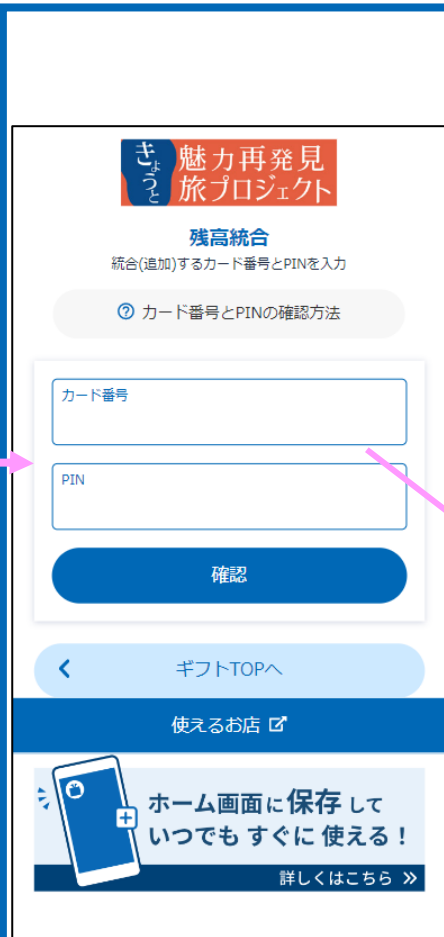 きょうと
魅力再発見
旅プロジェクト
残高統合
統合(追加)するカード番号とPINを入力
カード番号とPINの確認方法
カード番号
PIN
確認
ギフトTOPへ
使えるお店
ホーム画面に保存して
いつでもすぐに使える！
詳しくはこちら